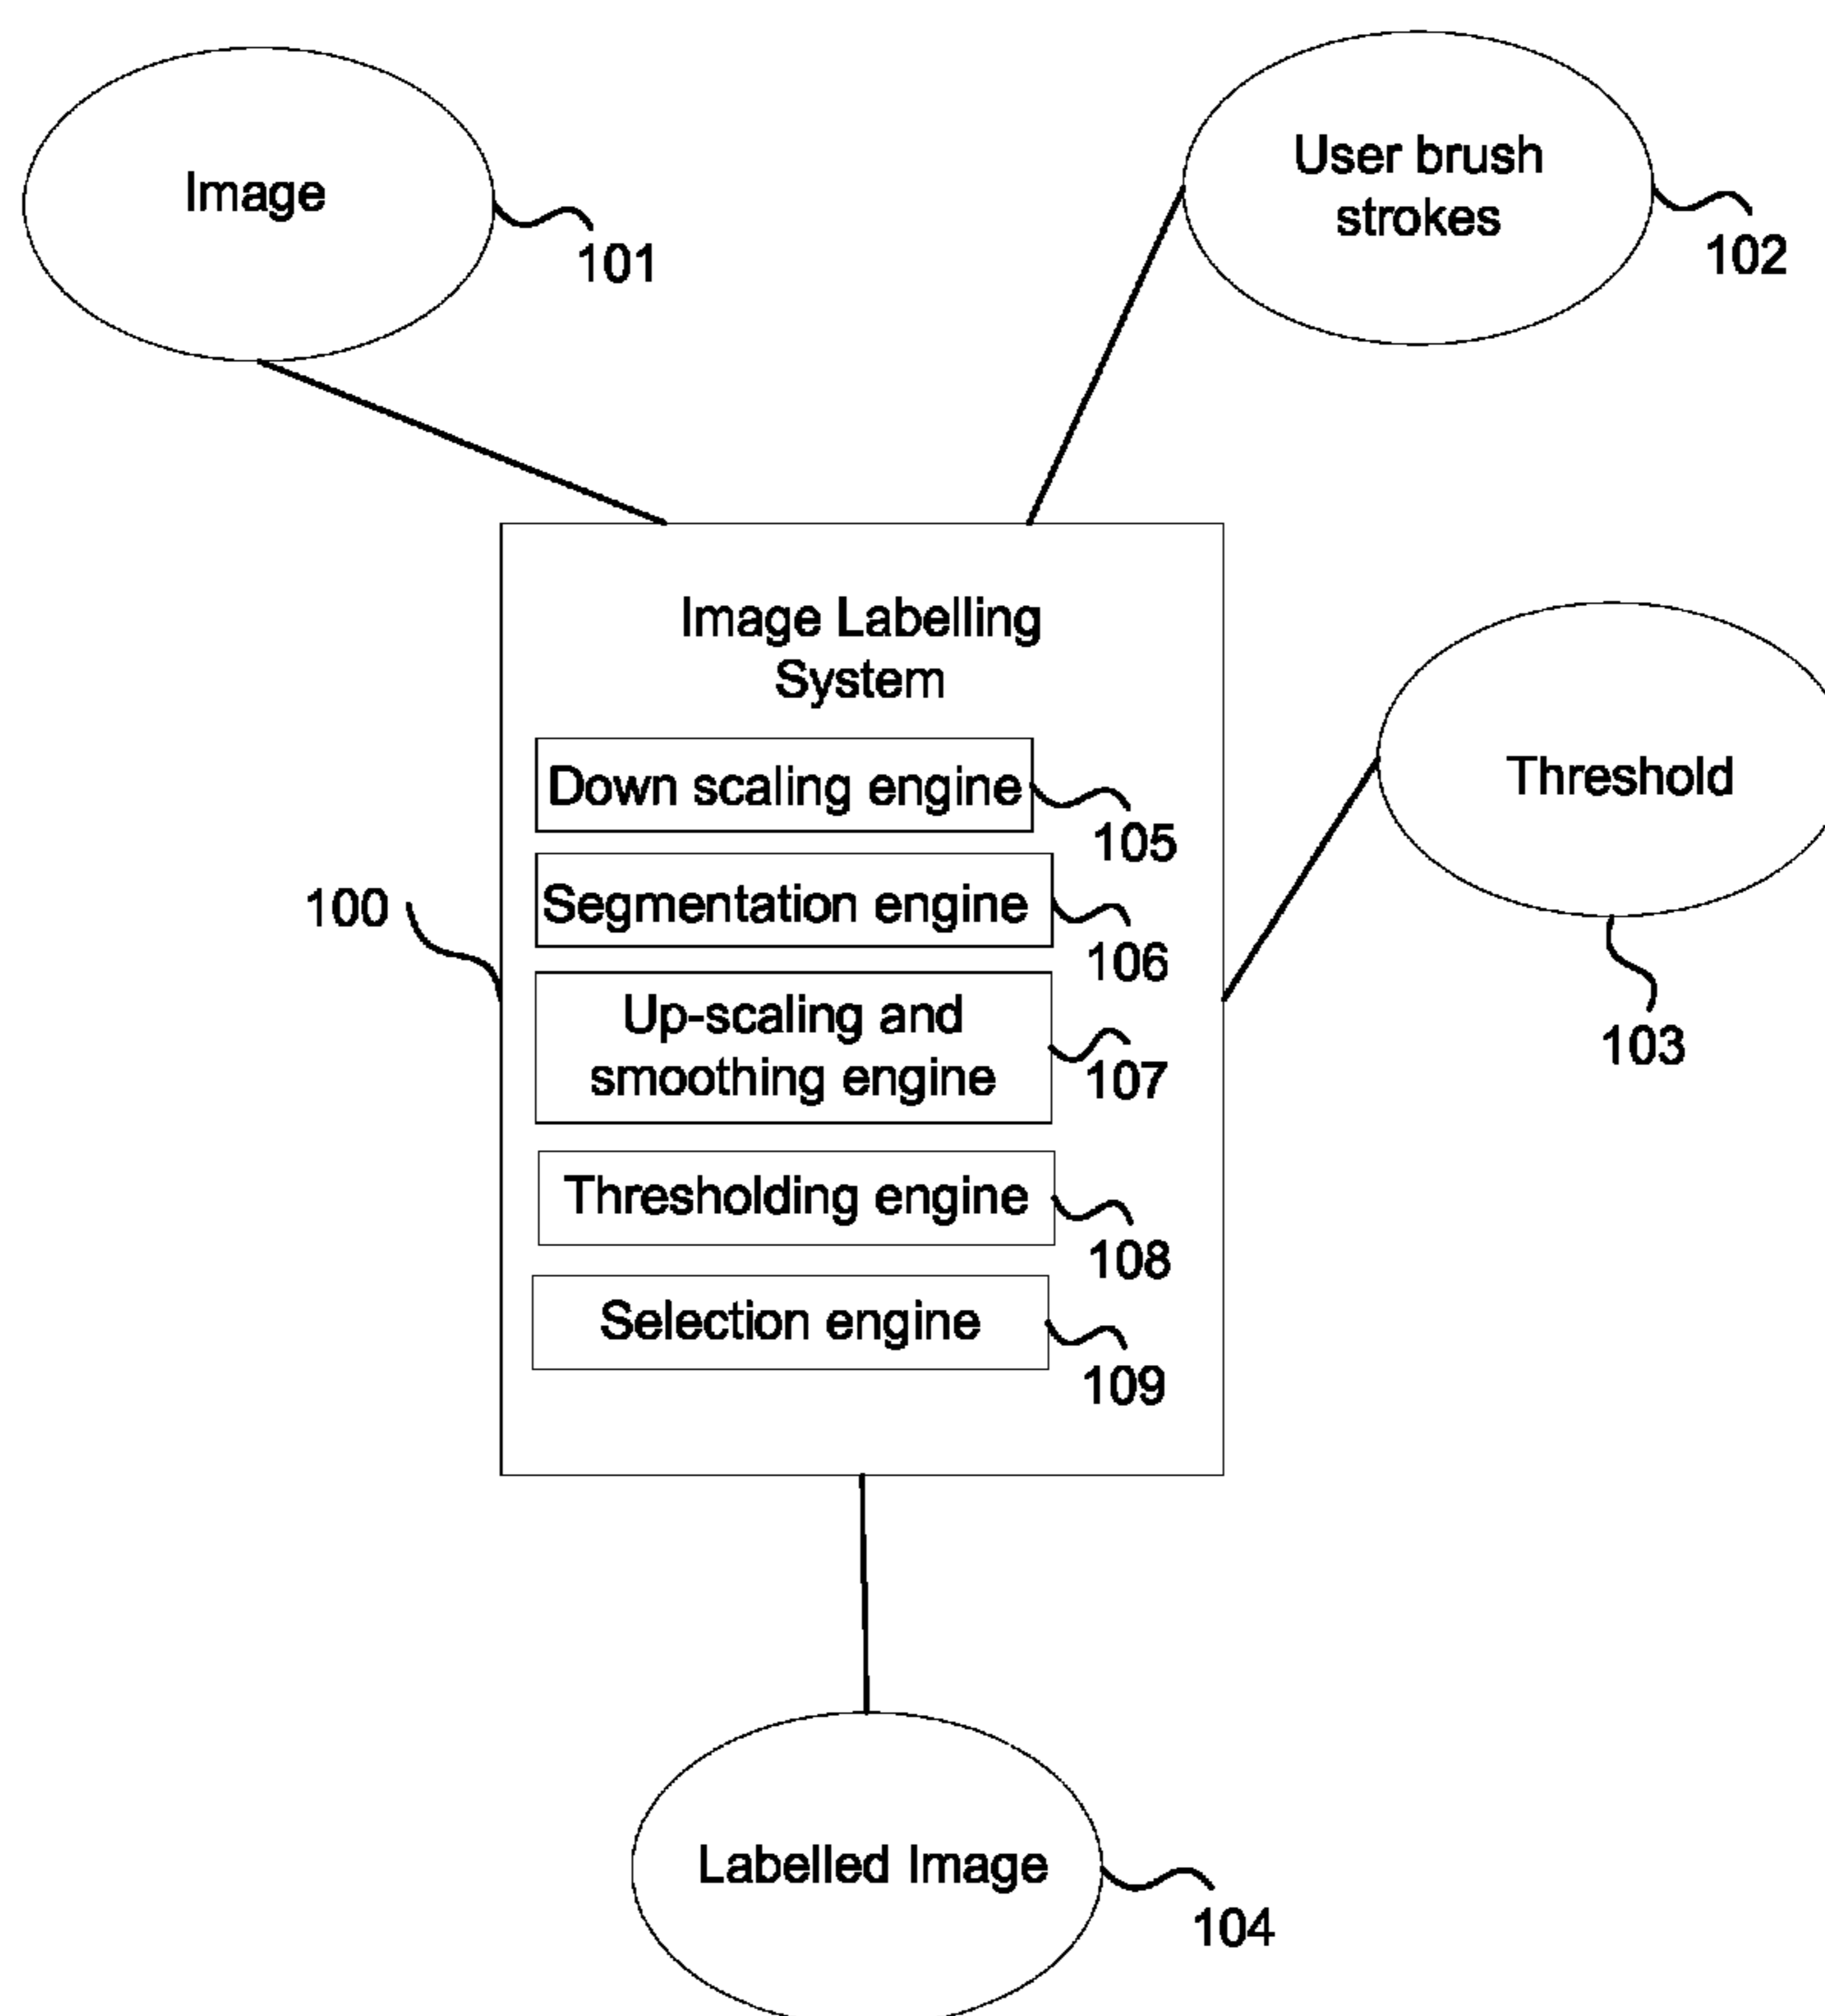 Image
101
User brush
strokes
102
Image Labelling
System
Threshold
103
100
Down scaling engine
105
Segmentation engine
106
Up-scaling and
smoothing engine
107
Thresholding engine
108
Selection engine
109
Labelled Image
104